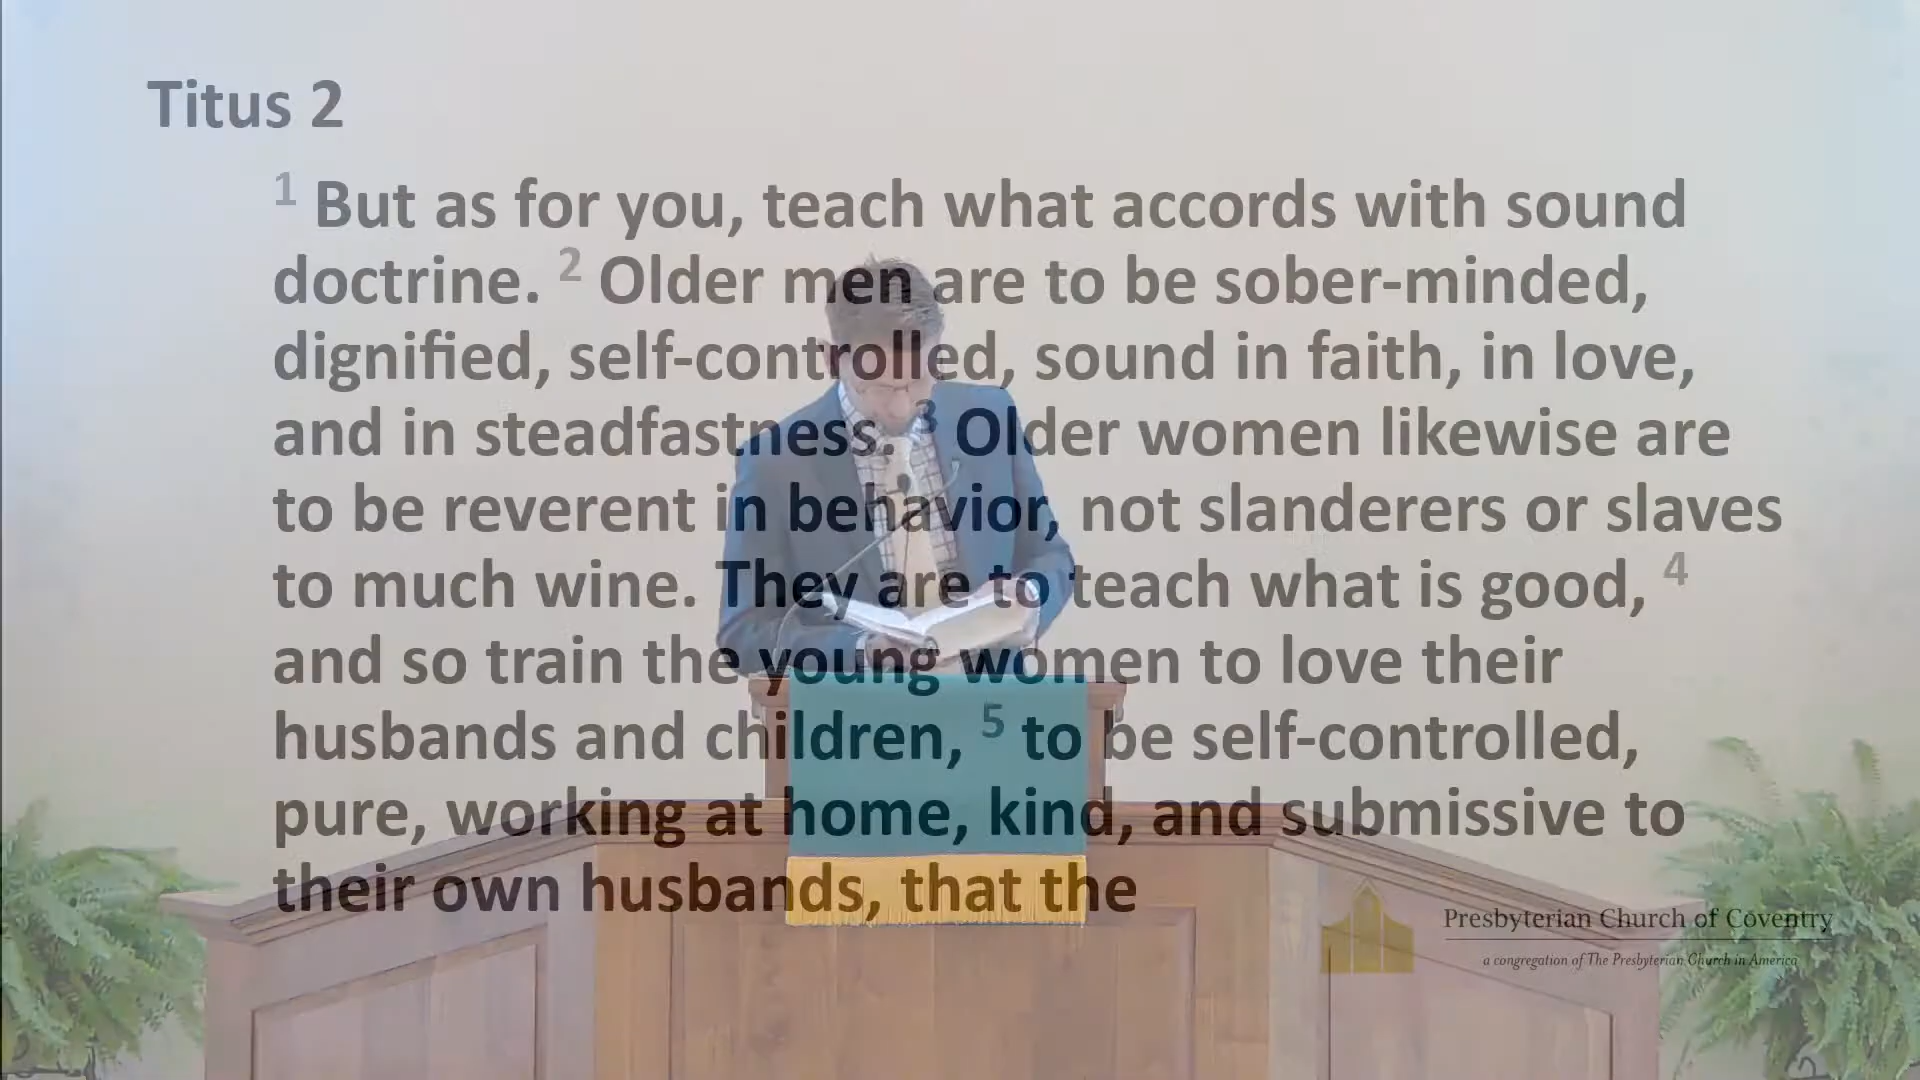 Titus 2
1 But as for you, teach what accords with sound
doctrine. 2 Older men are to be sober-minded,
dignified, self-controlled, sound in faith, in love,
and in steadfastness. 3 Older women likewise are
to be reverent in behavior, not slanderers or slaves
to much wine. They are to teach what is good, 4
and so train the young women to love their
husbands and children, 5 to be self-controlled,
pure, working at home, kind, and submissive to
their own husbands, that the
Presbyterian Church of Coventry
a congregation of The Presbyterian Church in America